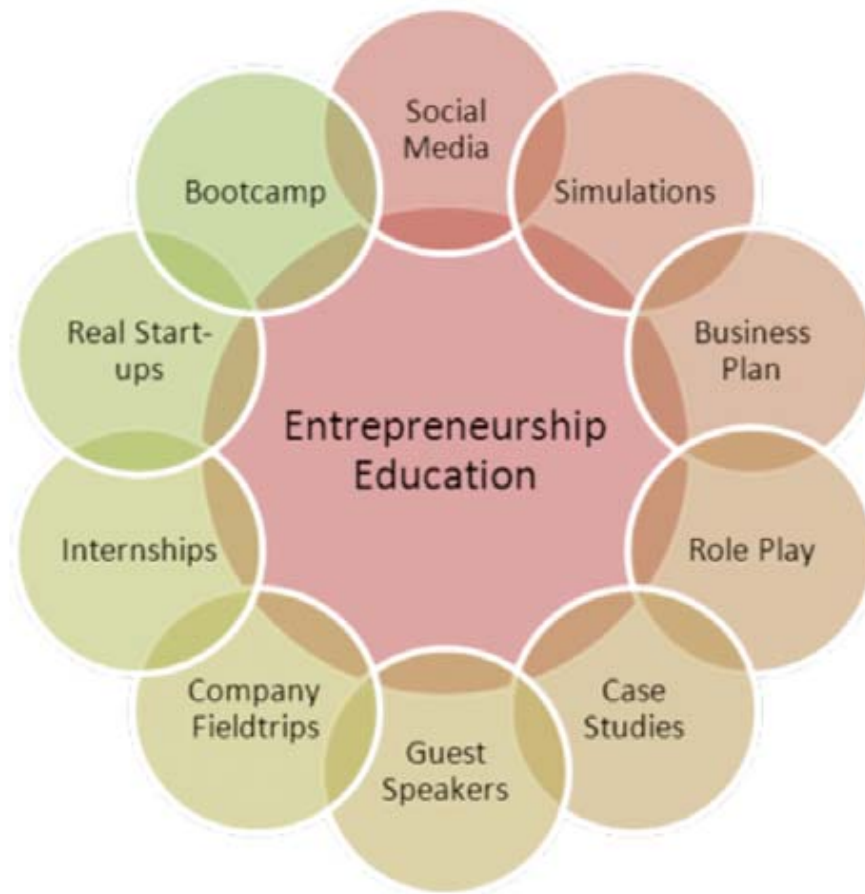 Social
Media
Simulations
Business
Plan
Role Play
Case
Studies
Guest
Speakers
Company
Fieldtrips
Internships
Real Start-
ups
Bootcamp
Entrepreneurship
Education